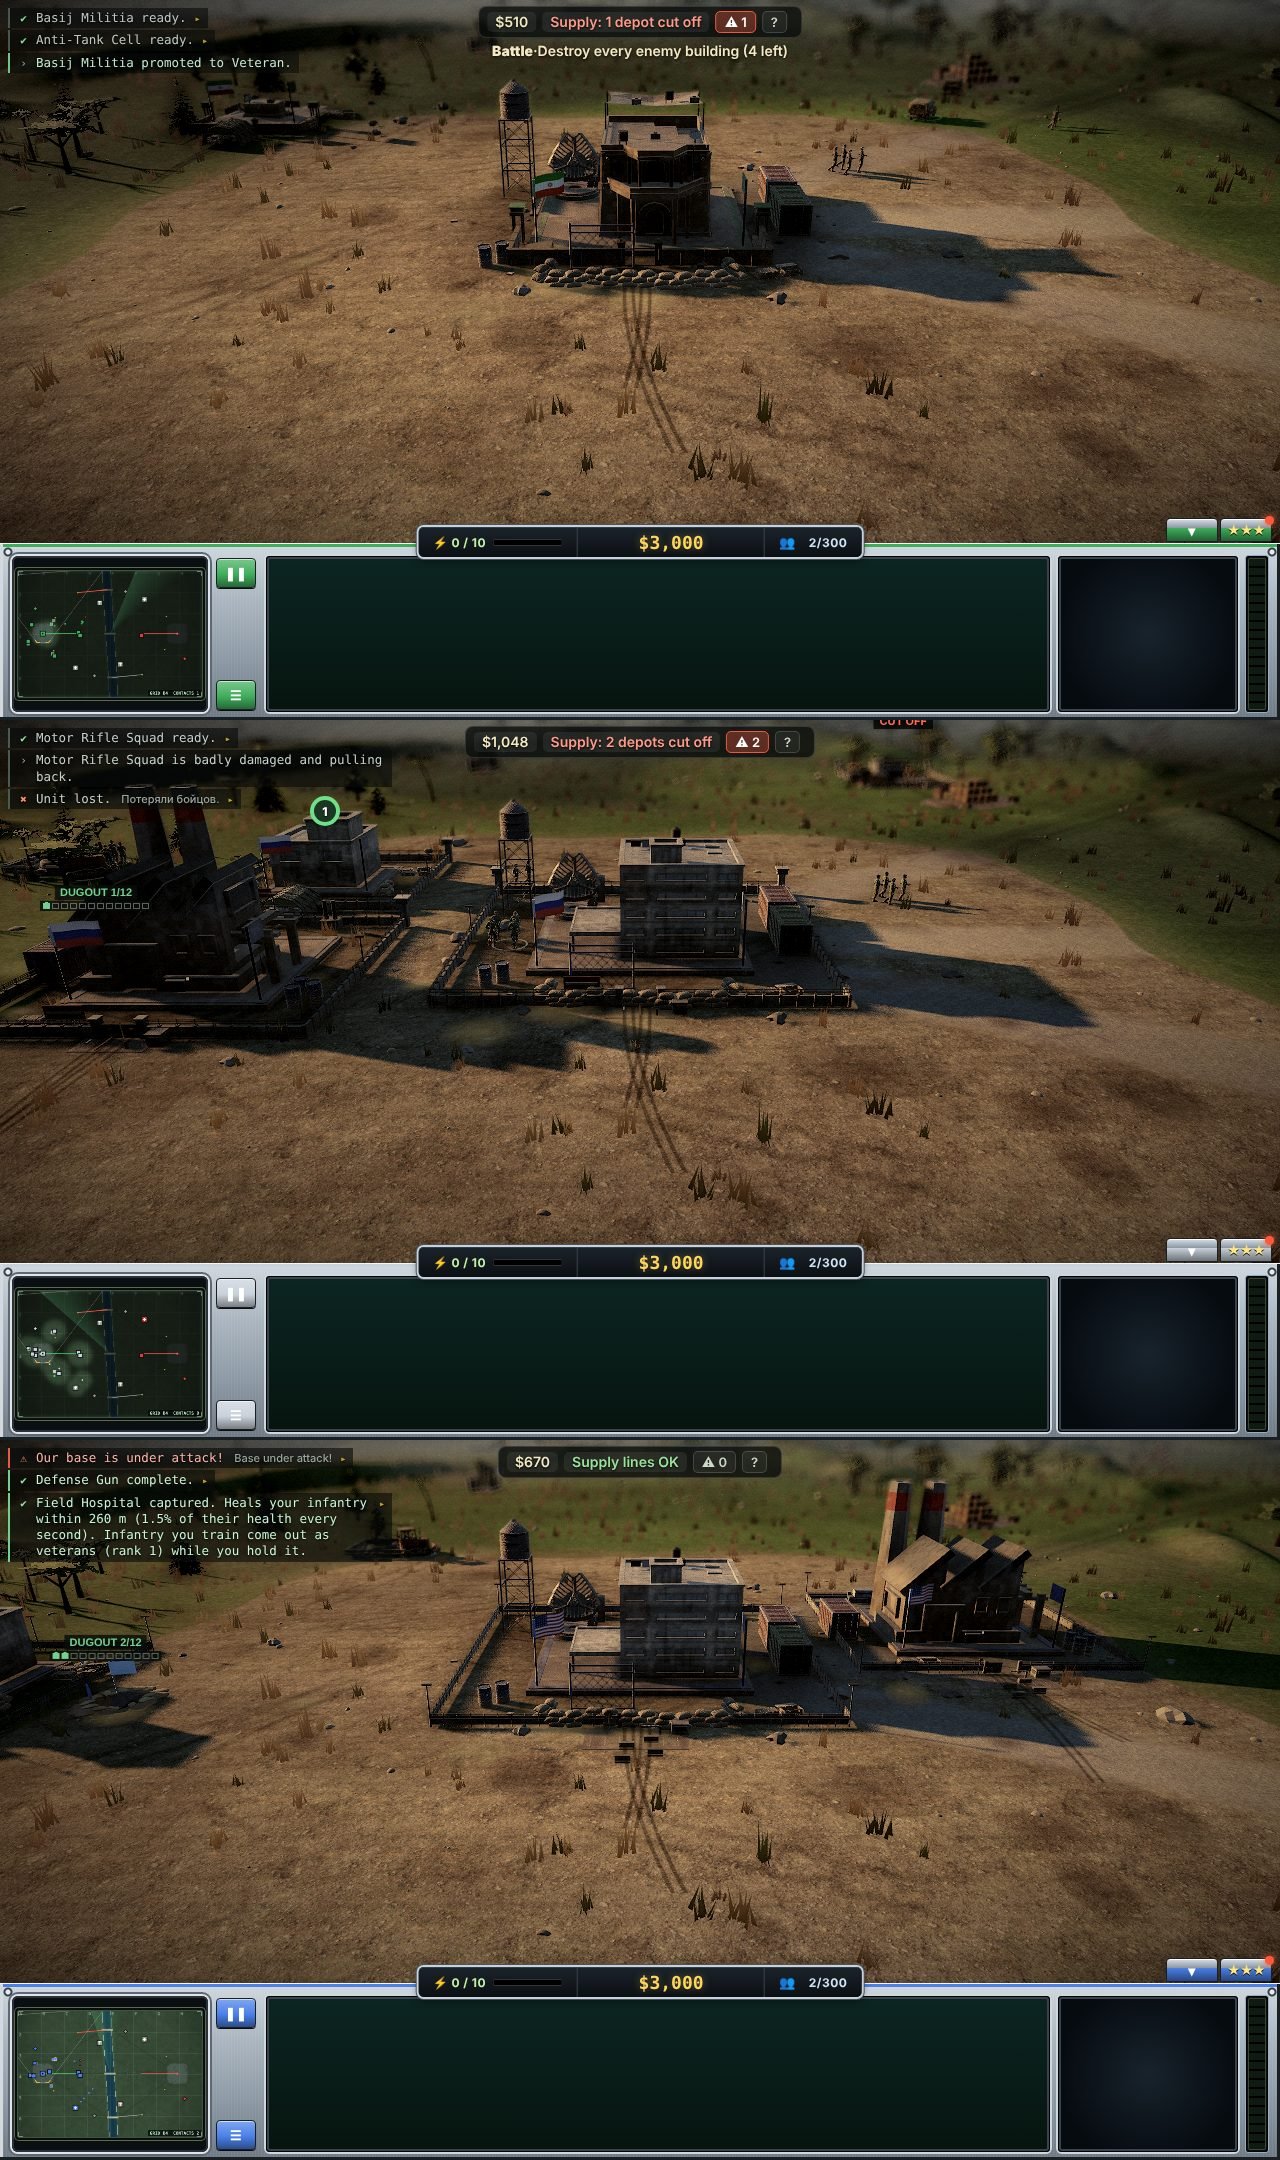 ✔ Basij Militia ready. ▸
✔ Anti-Tank Cell ready. ▸
› Basij Militia promoted to Veteran.
$510 Supply: 1 depot cut off ⚠ 1 ?
Battle·Destroy every enemy building (4 left)
▼ ★★★
⚡ 0 / 10 $3,000 👥 2/300
✔ Motor Rifle Squad ready. ▸
› Motor Rifle Squad is badly damaged and pulling
back.
✖ Unit lost. Потеряли бойцов. ▸
$1,048 Supply: 2 depots cut off ⚠ 2 ?
CUT OFF
1
DUGOUT 1/12
▼ ★★★
⚡ 0 / 10 $3,000 👥 2/300
⚠ Our base is under attack! Base under attack! ▸
✔ Defense Gun complete. ▸
✔ Field Hospital captured. Heals your infantry ▸
within 260 m (1.5% of their health every
second). Infantry you train come out as
veterans (rank 1) while you hold it.
$670 Supply lines OK ⚠ 0 ?
DUGOUT 2/12
▼ ★★★
⚡ 0 / 10 $3,000 👥 2/300